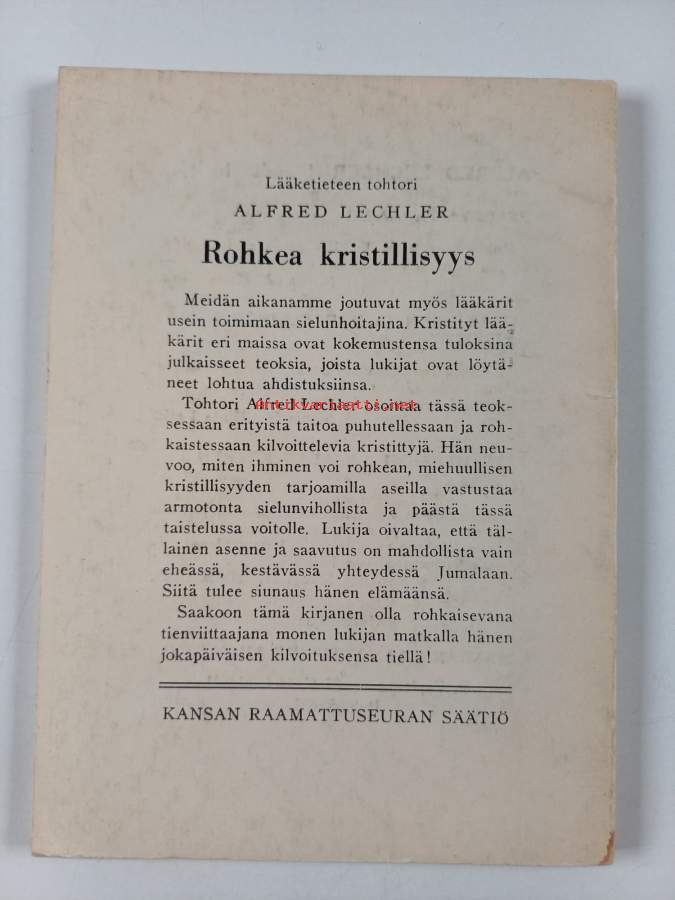 Lääketieteen tohtori
ALFRED LECHLER
Rohkea kristillisyys
Meidän aikanamme joutuvat myös lääkärit
usein toimimaan sielunhoitajina. Kristityt lää-
kärit eri maissa ovat kokemustensa tuloksina
julkaisseet teoksia, joista lukijat ovat löytä-
neet lohtua ahdistuksiinsa.
Tohtori Alfred Lechler osoittaa tässä teok-
sessaan erityistä taitoa puhutellessaan ja roh-
kaistessaan kilvoittelevia kristittyjä. Hän neu-
voo, miten ihminen voi rohkean, miehuullisen
kristillisyyden tarjoamilla aseilla vastustaa
armotonta sielunvihollista ja päästä tässä
taistelussa voitolle. Lukija oivaltaa, että täl-
lainen asenne ja saavutus on mahdollista vain
eheässä, kestävässä yhteydessä Jumalaan.
Siitä tulee siunaus hänen elämäänsä.
Saakoon tämä kirjanen olla rohkaisevana
tienviittaajana monen lukijan matkalla hänen
jokapäiväisen kilvoituksensa tiellä!
KANSAN RAAMATTUSEURAN SÄÄTIÖ